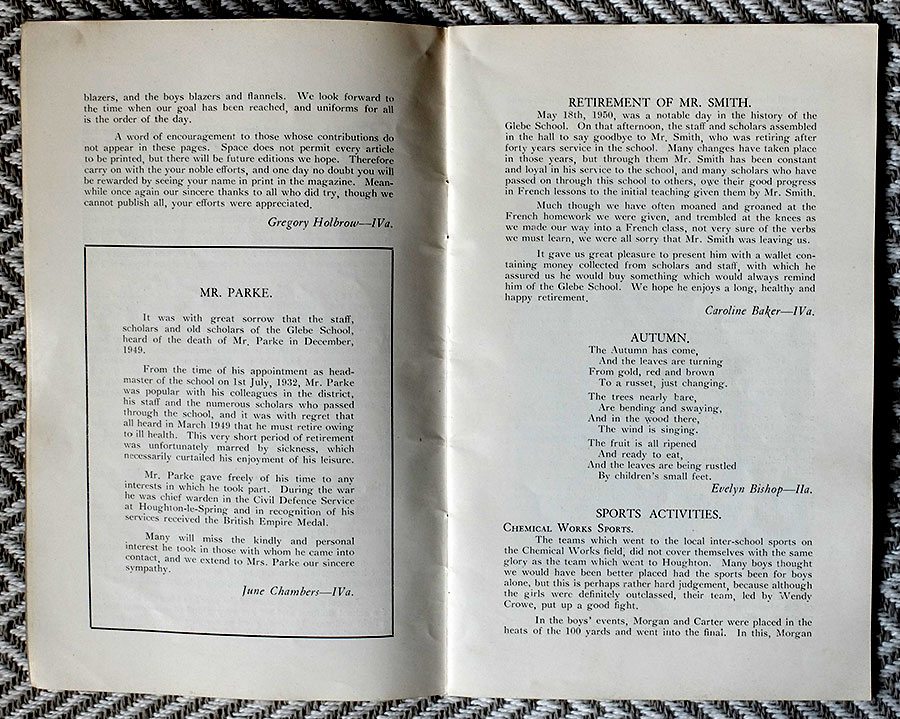 blazers, and the boys blazers and flannels. We look forward to
the time when our goal has been reached, and uniforms for all
is the order of the day.
A word of encouragement to those whose contributions do
not appear in these pages. Space does not permit every article
to be printed, but there will be future editions we hope. Therefore
carry on with the your noble efforts, and one day no doubt you will
be rewarded by seeing your name in print in the magazine. Mean-
while once again our sincere thanks to all who did try, though we
cannot publish all, your efforts were appreciated.
Gregory Holbrow—IVa.
MR. PARKE.
It was with great sorrow that the staff,
scholars and old scholars of the Glebe School,
heard of the death of Mr. Parke in December,
1949.
From the time of his appointment as head-
master of the school on 1st July, 1932, Mr. Parke
was popular with his colleagues in the district,
his staff and the numerous scholars who passed
through the school, and it was with regret that
all heard in March 1949 that he must retire owing
to ill health. This very short period of retirement
was unfortunately marred by sickness, which
necessarily curtailed his enjoyment of his leisure.
Mr. Parke gave freely of his time to any
interests in which he took part. During the war
he was chief warden in the Civil Defence Service
at Houghton-le-Spring and in recognition of his
services received the British Empire Medal.
Many will miss the kindly and personal
interest he took in those with whom he came into
contact, and we extend to Mrs. Parke our sincere
sympathy.
June Chambers—IVa.
RETIREMENT OF MR. SMITH.
May 18th, 1950, was a notable day in the history of the
Glebe School. On that afternoon, the staff and scholars assembled
in the hall to say goodbye to Mr. Smith, who was retiring after
forty years service in the school. Many changes have taken place
in those years, but through them Mr. Smith has been constant
and loyal in his service to the school, and many scholars who have
passed on through this school to others, owe their good progress
in French lessons to the initial teaching given them by Mr. Smith.
Much though we have often moaned and groaned at the
French homework we were given, and trembled at the knees as
we made our way into a French class, not very sure of the verbs
we must learn, we were all sorry that Mr. Smith was leaving us.
It gave us great pleasure to present him with a wallet con-
taining money collected from scholars and staff, with which he
assured us he would buy something which would always remind
him of the Glebe School. We hope he enjoys a long, healthy and
happy retirement.
Caroline Baker—IVa.
AUTUMN.
The Autumn has come,
And the leaves are turning
From gold, red and brown
To a russet, just changing.
The trees nearly bare,
Are bending and swaying,
And in the wood there,
The wind is singing.
The fruit is all ripened
And ready to eat,
And the leaves are being rustled
By children's small feet.
Evelyn Bishop—IIa.
SPORTS ACTIVITIES.
CHEMICAL WORKS SPORTS.
The teams which went to the local inter-school sports on
the Chemical Works field, did not cover themselves with the same
glory as the team which went to Houghton. Many boys thought
we would have been better placed had the sports been for boys
alone, but this is perhaps rather hard judgement, because although
the girls were definitely outclassed, their team, led by Wendy
Crowe, put up a good fight.
In the boys' events, Morgan and Carter were placed in the
heats of the 100 yards and went into the final. In this, Morgan